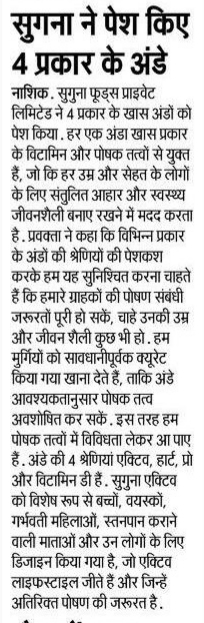 सुगना ने पेश किए
4 प्रकार के अंडे
नाशिक. सुगुना फूड्स प्राइवेट
लिमिटेड ने 4 प्रकार के खास अंडों को
पेश किया. हर एक अंडा खास प्रकार
के विटामिन और पोषक तत्वों से युक्त
हैं, जो कि हर उम्र और सेहत के लोगों
के लिए संतुलित आहार और स्वस्थ्य
जीवनशैली बनाए रखने में मदद करता
है. प्रवक्ता ने कहा कि विभिन्न प्रकार
के अंडों की श्रेणियों की पेशकश
करके हम यह सुनिश्चित करना चाहते
हैं कि हमारे ग्राहकों की पोषण संबंधी
जरूरतों पूरी हो सकें, चाहे उनकी उम्र
और जीवन शैली कुछ भी हो. हम
मुर्गियों को सावधानीपूर्वक क्यूरेट
किया गया खाना देते हैं, ताकि अंडे
आवश्यकतानुसार पोषक तत्व
अवशोषित कर सकें. इस तरह हम
पोषक तत्वों में विविधता लेकर आ पाए
हैं. अंडे की 4 श्रेणियां एक्टिव, हार्ट, प्रो
और विटामिन डी हैं. सुगुना एक्टिव
को विशेष रूप से बच्चों, वयस्कों,
गर्भवती महिलाओं, स्तनपान कराने
वाली माताओं और उन लोगों के लिए
डिजाइन किया गया है, जो एक्टिव
लाइफस्टाइल जीते हैं और जिन्हें
अतिरिक्त पोषण की जरूरत है.